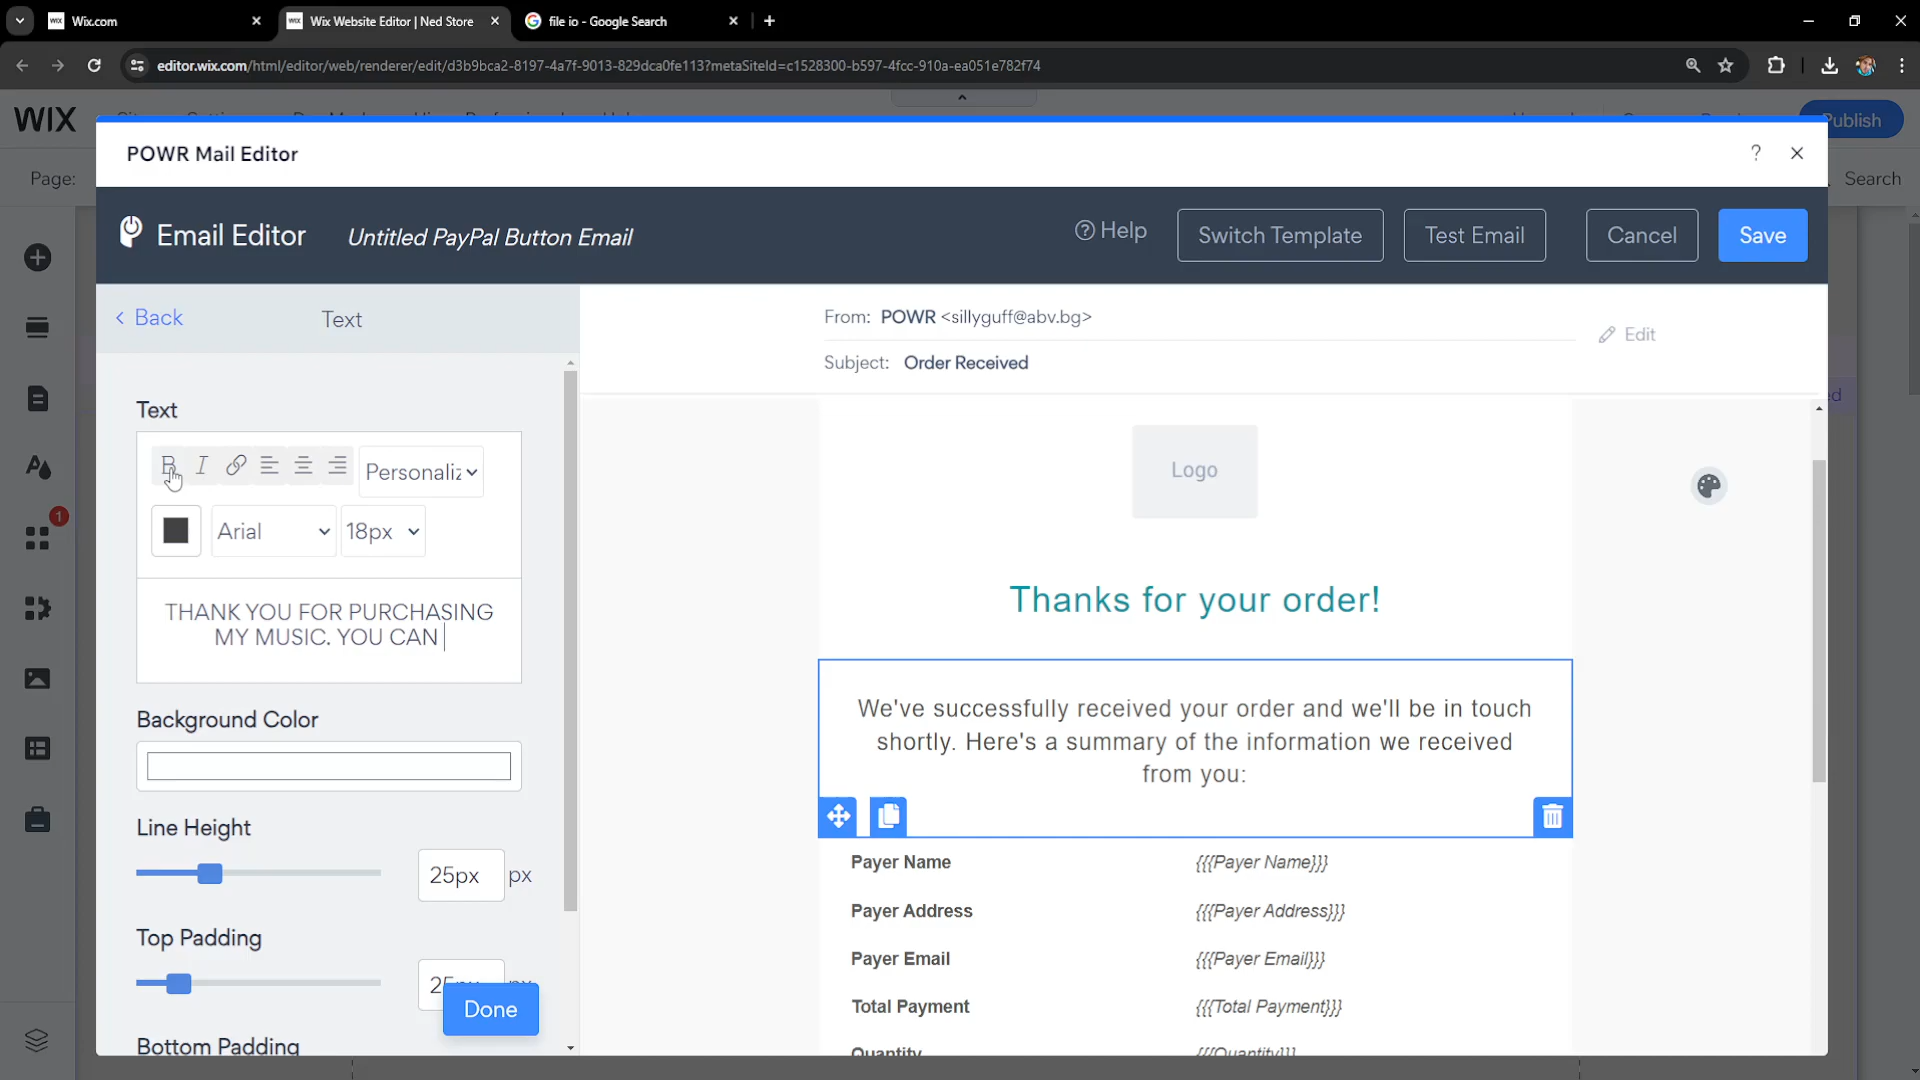 Wix.com
Wix Website Editor | Ned Store
file io - Google Search
editor.wix.com/html/editor/web/renderer/edit/d3b9bca2-8197-4a7f-9013-829dca0fe113?metaSiteId=c1528300-b597-4fcc-910a-ea051e782f74
WIX
Publish
POWR Mail Editor
?
Page:
Search
Email Editor
Untitled PayPal Button Email
Help
Switch Template
Test Email
Cancel
Save
Back
Text
From: POWR <sillyguff@abv.bg>
Edit
Subject: Order Received
Text
B I
Personaliz
Arial
18px
1
Logo
THANK YOU FOR PURCHASING
MY MUSIC. YOU CAN
Thanks for your order!
We've successfully received your order and we'll be in touch
shortly. Here's a summary of the information we received
from you:
Background Color
Line Height
25px px
Top Padding
Done
Bottom Padding
Payer Name {{{Payer Name}}}
Payer Address {{{Payer Address}}}
Payer Email {{{Payer Email}}}
Total Payment {{{Total Payment}}}
Quantity {{{Quantity}}}